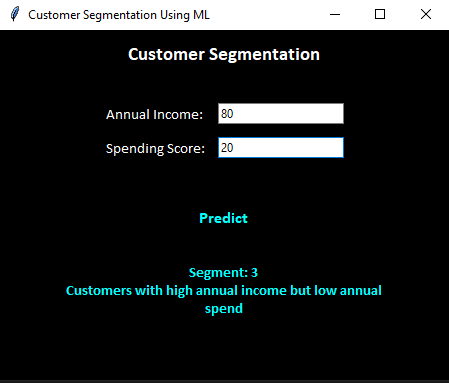 Customer Segmentation Using ML
Customer Segmentation
Annual Income: 80
Spending Score: 20
Predict
Segment: 3
Customers with high annual income but low annual
spend